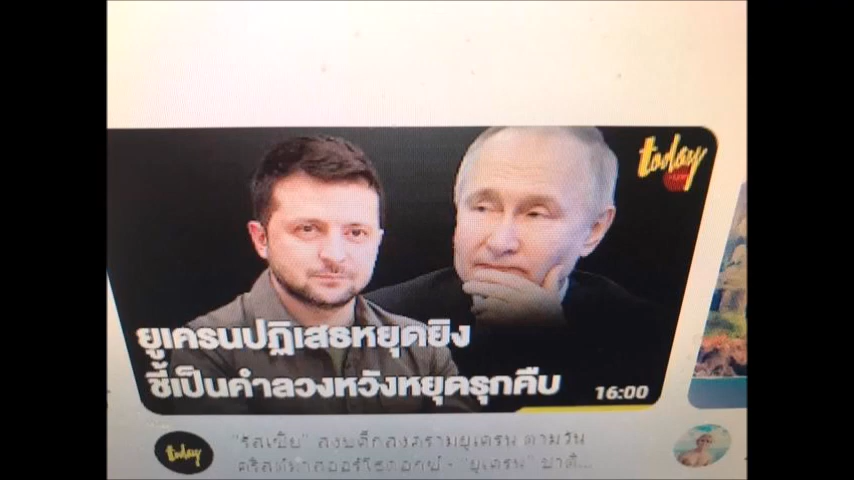 today
ยูเครนปฏิเสธหยุดยิง
ชี้เป็นคำลวงหวังหยุดรุกคืบ
16:00
today
"รัสเซีย" สงบศึกสงครามยูเครน ตามวัน
คริสต์มาสออร์โธดอกซ์ - "ยูเครน"